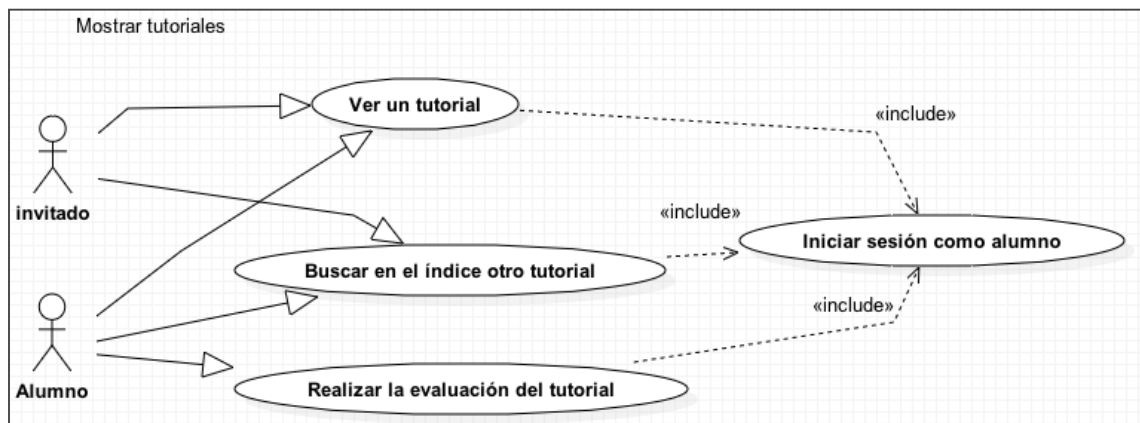 Mostrar tutoriales
Ver un tutorial
«include»
invitado
«include»
Iniciar sesión como alumno
Buscar en el índice otro tutorial
«include»
Alumno
Realizar la evaluación del tutorial